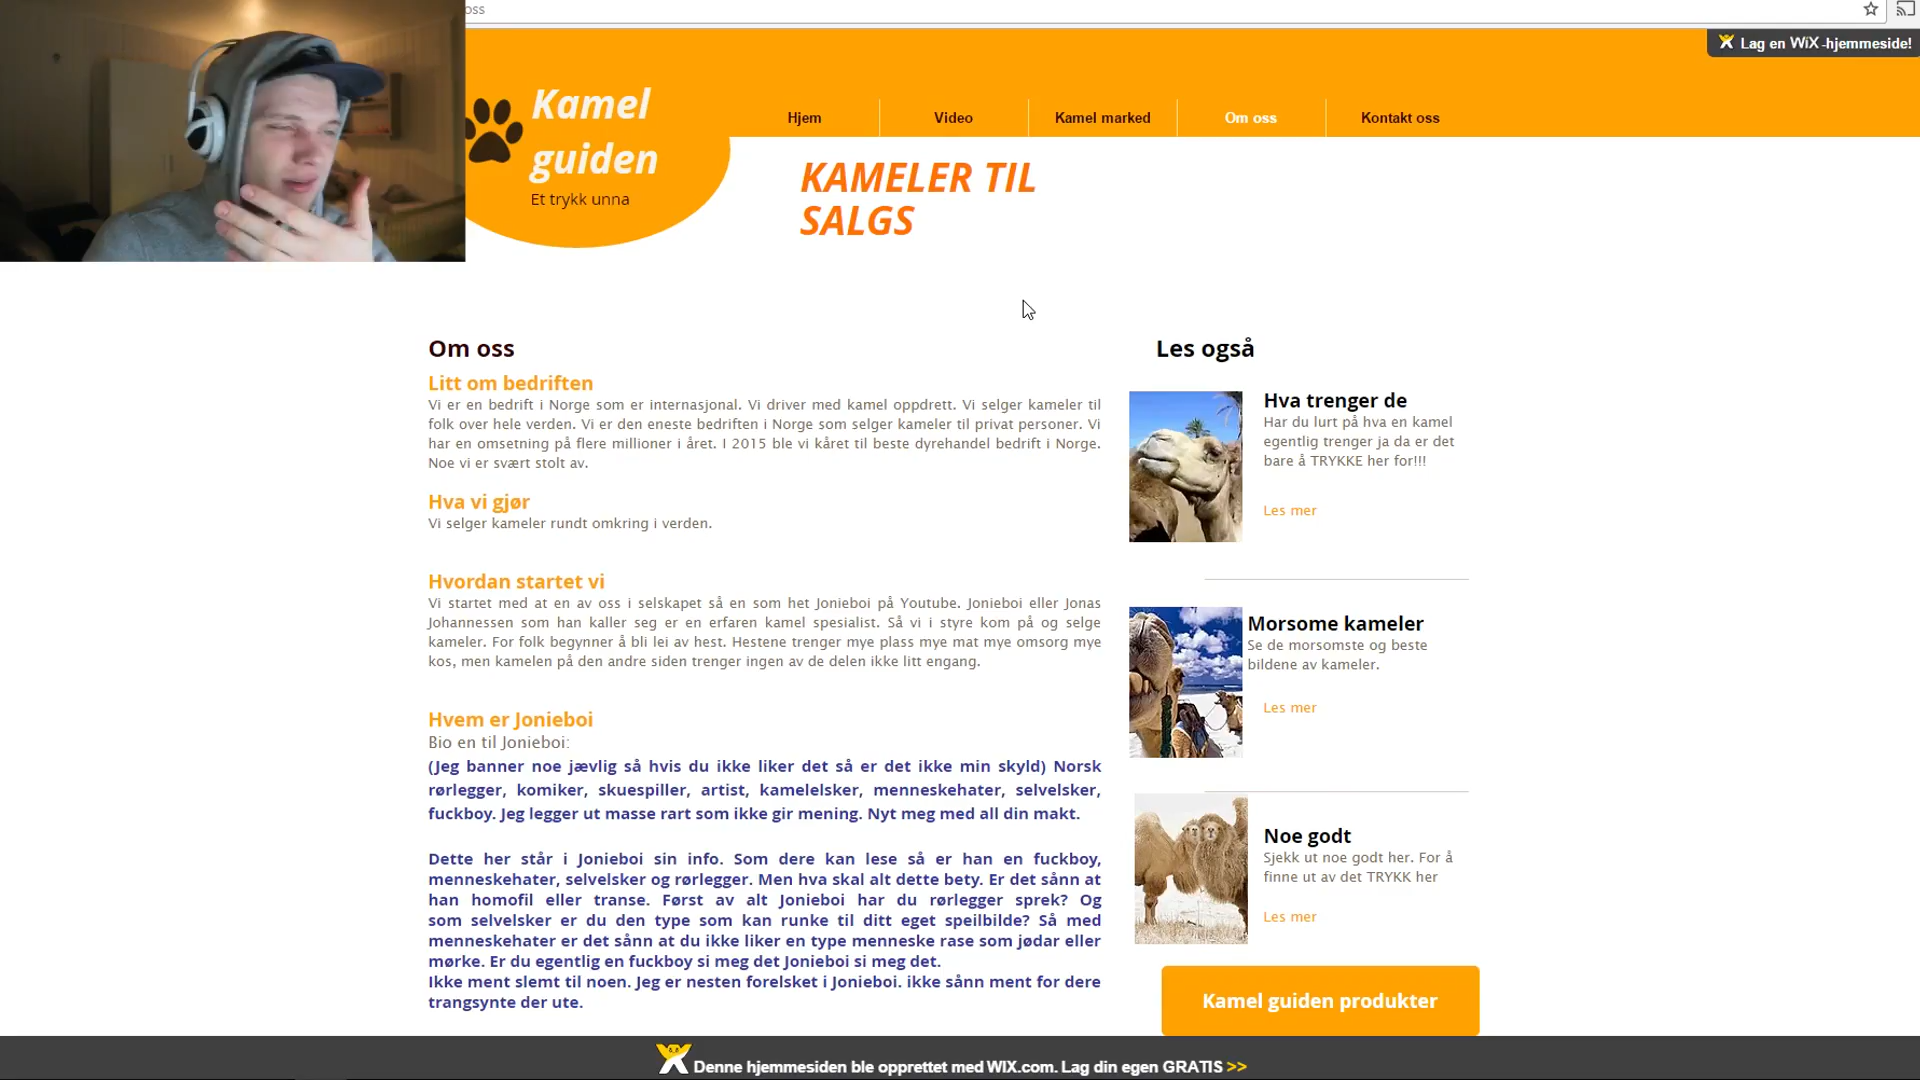 oss
Lag en WiX-hjemmeside!
Kamel
guiden
Et trykk unna
Hjem
Video
Kamel marked
Om oss
Kontakt oss
KAMELER TIL
SALGS
Om oss
Litt om bedriften
Vi er en bedrift i Norge som er internasjonal. Vi driver med kamel oppdrett. Vi selger kameler til
folk over hele verden. Vi er den eneste bedriften i Norge som selger kameler til privat personer. Vi
har en omsetning på flere millioner i året. I 2015 ble vi kåret til beste dyrehandel bedrift i Norge.
Noe vi er svært stolt av.
Hva vi gjør
Vi selger kameler rundt omkring i verden.
Hvordan startet vi
Vi startet med at en av oss i selskapet så en som het Jonieboi på Youtube. Jonieboi eller Jonas
Johannessen som han kaller seg er en erfaren kamel spesialist. Så vi i styre kom på og selge
kameler. For folk begynner å bli lei av hest. Hestene trenger mye plass mye mat mye omsorg mye
kos, men kamelen på den andre siden trenger ingen av de delen ikke litt engang.
Hvem er Jonieboi
Bio en til Jonieboi:
(Jeg banner noe jævlig så hvis du ikke liker det så er det ikke min skyld) Norsk
rørlegger, komiker, skuespiller, artist, kamelelsker, menneskehater, selvelsker,
fuckboy. Jeg legger ut masse rart som ikke gir mening. Nyt meg med all din makt.
Dette her står i Jonieboi sin info. Som dere kan lese så er han en fuckboy,
menneskehater, selvelsker og rørlegger. Men hva skal alt dette bety. Er det sånn at
han homofil eller transe. Først av alt Jonieboi har du rørlegger sprek? Og
som selvelsker er du den type som kan runke til ditt eget speilbilde? Så med
menneskehater er det sånn at du ikke liker en type menneske rase som jødar eller
mørke. Er du egentlig en fuckboy si meg det Jonieboi si meg det.
Ikke ment slemt til noen. Jeg er nesten forelsket i Jonieboi. ikke sånn ment for dere
trangsynte der ute.
Les også
Hva trenger de
Har du lurt på hva en kamel
egentlig trenger ja da er det
bare å TRYKKE her for!!!
Les mer
Morsome kameler
Se de morsomste og beste
bildene av kameler.
Les mer
Noe godt
Sjekk ut noe godt her. For å
finne ut av det TRYKK her
Les mer
Kamel guiden produkter
Denne hjemmesiden ble opprettet med WIX.com. Lag din egen GRATIS >>